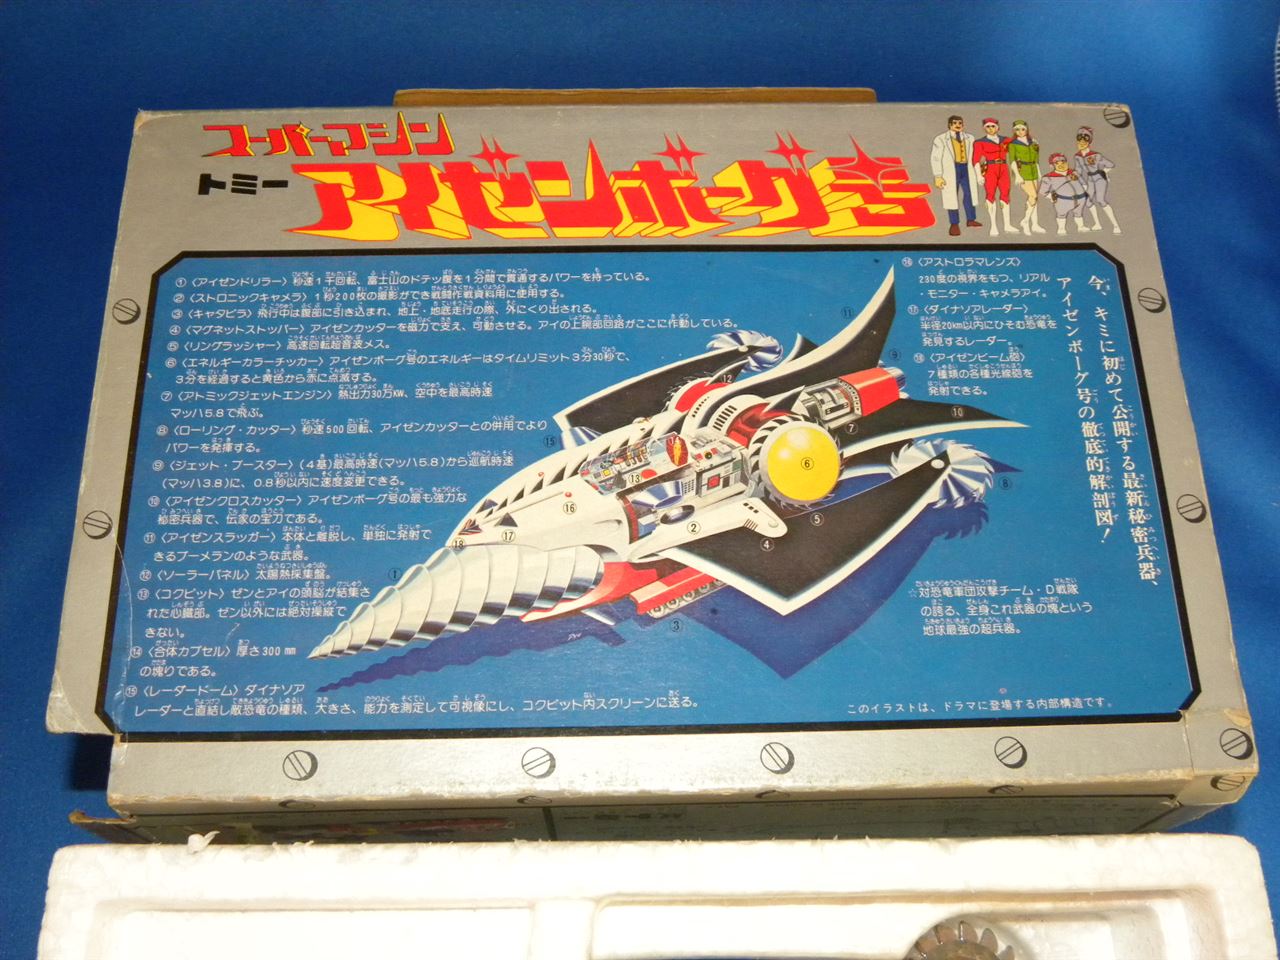 スーパーマシン
トミー
アイゼンボーグ号
① 〈アイゼンドリラー〉秒速1千回転、富士山のドテッ腹を1分間で貫通するパワーを持っている。
② 〈ストロニックキャメラ〉1秒200枚の撮影ができ戦闘作戦資料用に使用する。
③ 〈キャタピラ〉飛行中は腹部に引き込まれ、地上・地底走行の際、外にくり出される。
④ 〈マグネットストッパー〉アイゼンカッターを磁力で支え、可動させる。アイの上腕部回路がここに作動している。
⑤ 〈リングラッシャー〉高速回転超音波メス。
⑥ 〈エネルギーカラーチッカー〉アイゼンボーグ号のエネルギーはタイムリミット3分30秒で、
3分を経過すると黄色から赤に点滅する。
⑦ 〈アトミックジェットエンジン〉熱出力30万KW、空中を最高時速
マッハ5.8で飛ぶ。
⑧ 〈ローリング・カッター〉秒速500回転、アイゼンカッターとの併用でより
パワーを発揮する。
⑨ 〈ジェット・ブースター〉(4基)最高時速(マッハ5.8)から巡航時速
(マッハ3.8)に、0.8秒以内に速度変更できる。
⑩ 〈アイゼンクロスカッター〉アイゼンボーグ号の最も強力な
秘密兵器で、伝家の宝刀である。
⑪ 〈アイゼンスラッガー〉本体と離脱し、単独に発射で
きるブーメランのような武器。
⑫ 〈ソーラーパネル〉太陽熱採集盤。
⑬ 〈コクピット〉ゼンとアイの頭脳が結集さ
れた心臓部。ゼン以外には絶対操縦で
きない。
⑭ 〈合体カプセル〉厚さ300mm
の塊りである。
⑮ 〈レーダードーム〉ダイナソア
レーダーと直結し敵恐竜の種類、大きさ、能力を測定して可視像にし、コクピット内スクリーンに送る。
⑯ 〈アストロラマレンズ〉
230度の視界をもつ、リアル
・モニター・キャメラアイ。
⑰ 〈ダイナソアレーダー〉
半径20km以内にひそむ恐竜を
発見するレーダー。
⑱ 〈アイゼンビーム砲〉
7種類の各種光線砲を
発射できる。
今、キミに初めて公開する最新秘密兵器、
アイゼンボーグ号の徹底的解剖図!
☆対恐竜軍団攻撃チーム・D戦隊
の誇る、全身これ武器の塊という
地球最強の超兵器。
このイラストは、ドラマに登場する内部構造です。
①
②
③
④
⑤
⑥
⑦
⑧
⑨
⑩
⑪
⑫
⑬
⑮
⑯
⑰
⑱